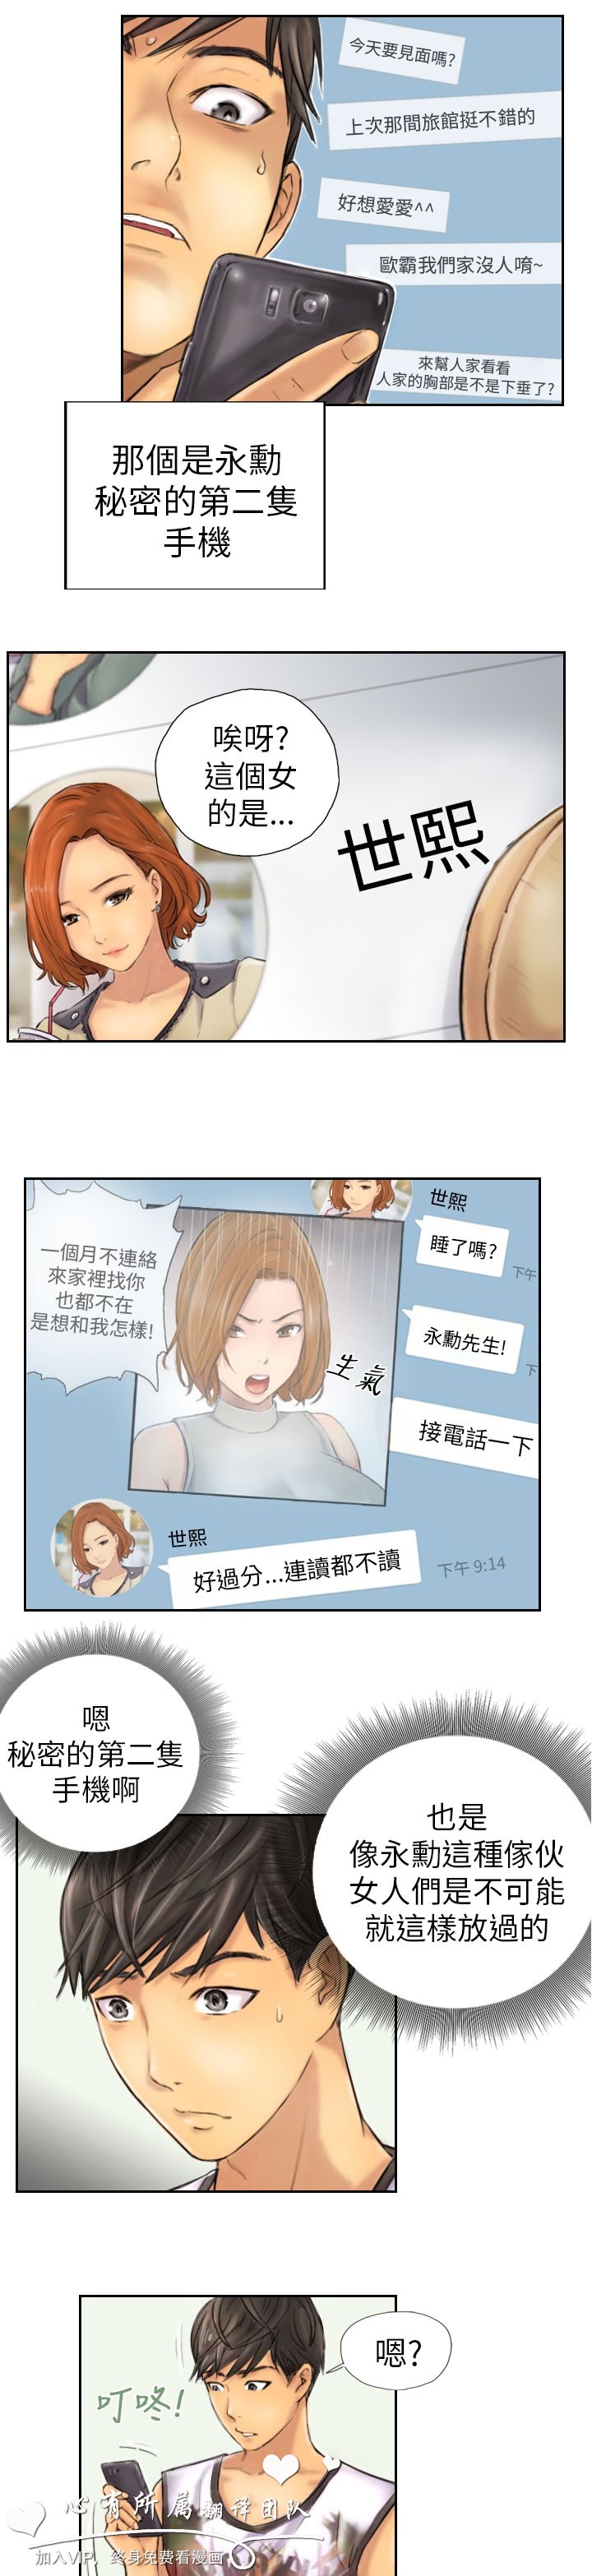 今天要見面嗎?
上次那間旅館挺不錯的
好想愛愛^^
歐霸我們家沒人唷~
來幫人家看看
人家的胸部是不是下垂了?
那個是永勳
秘密的第二隻
手機
唉呀?
這個女
的是...
世熙
世熙
睡了嗎?
下午
一個月不連絡
來家裡找你
也都不在
是想和我怎樣!
永勳先生!
下
生氣
接電話一下
世熙
好過分...連讀都不讀
下午 9:14
嗯
秘密的第二隻
手機啊
也是
像永勳這種傢伙
女人們是不可能
就這樣放過的
嗯?
叮咚!
心有所属翻译团队
加入VIP，终身免费看漫画